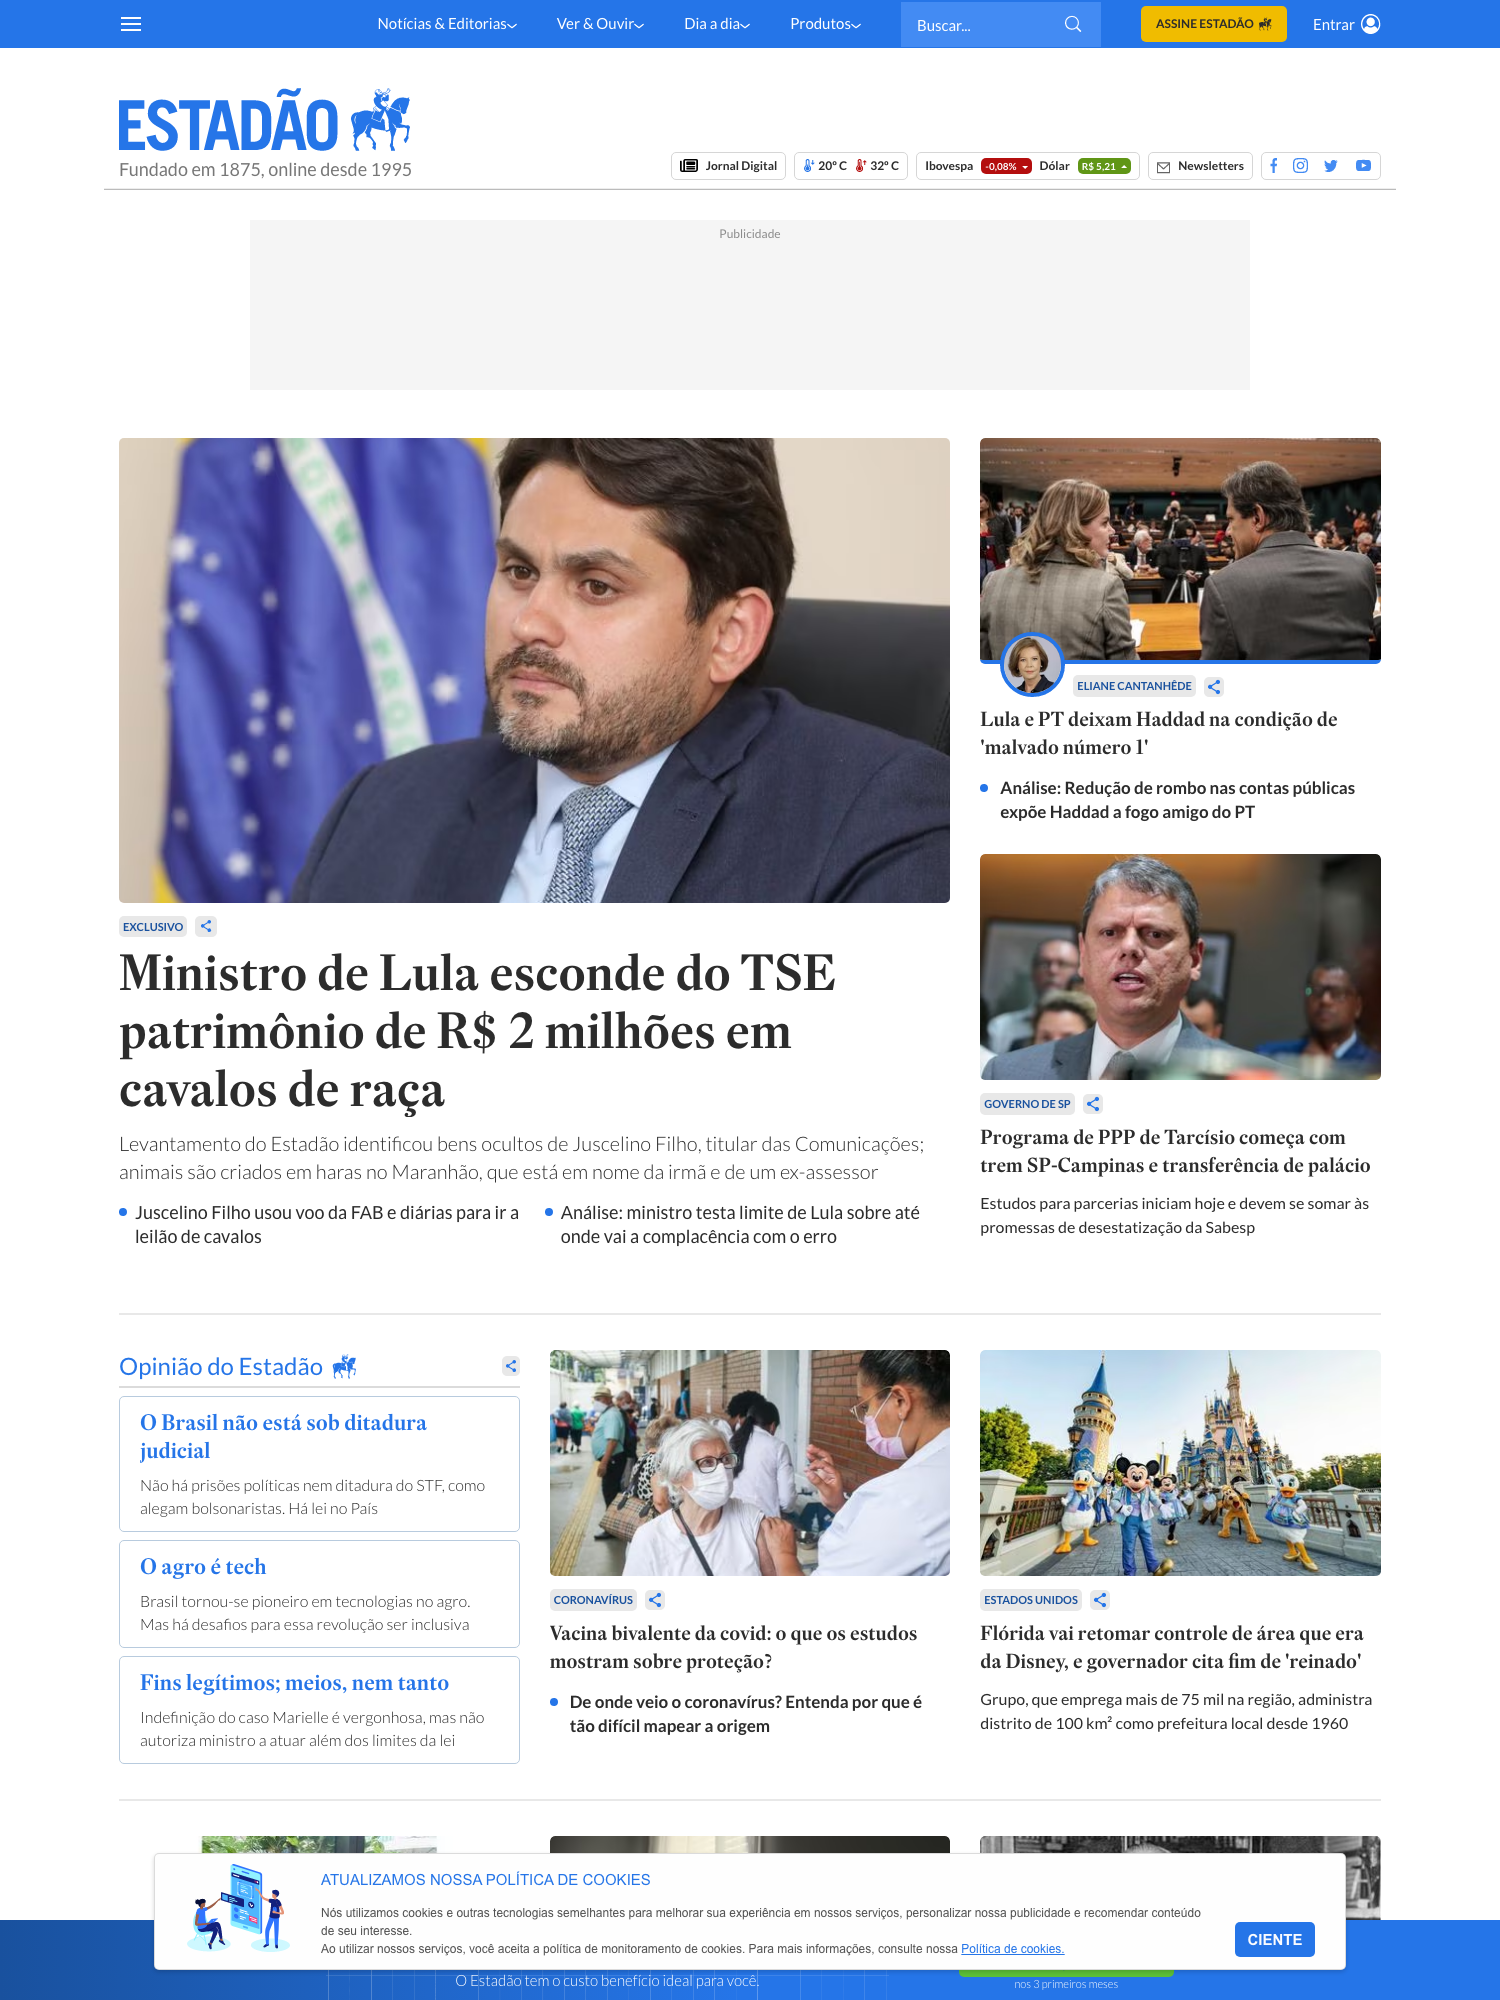 Notícias & Editorias
Ver & Ouvir
Dia a dia
Produtos
Buscar...
ASSINE ESTADÃO
Entrar
ESTADÃO
Fundado em 1875, online desde 1995
Jornal Digital
20º C
32º C
Ibovespa
-0,08%
Dólar
R$ 5,21
Newsletters
Publicidade
EXCLUSIVO
Ministro de Lula esconde do TSE
patrimônio de R$ 2 milhões em
cavalos de raça
Levantamento do Estadão identificou bens ocultos de Juscelino Filho, titular das Comunicações;
animais são criados em haras no Maranhão, que está em nome da irmã e de um ex-assessor
Juscelino Filho usou voo da FAB e diárias para ir a
leilão de cavalos
Análise: ministro testa limite de Lula sobre até
onde vai a complacência com o erro
ELIANE CANTANHÊDE
Lula e PT deixam Haddad na condição de
'malvado número 1'
Análise: Redução de rombo nas contas públicas
expõe Haddad a fogo amigo do PT
GOVERNO DE SP
Programa de PPP de Tarcísio começa com
trem SP-Campinas e transferência de palácio
Estudos para parcerias iniciam hoje e devem se somar às
promessas de desestatização da Sabesp
Opinião do Estadão
O Brasil não está sob ditadura
judicial
Não há prisões políticas nem ditadura do STF, como
alegam bolsonaristas. Há lei no País
O agro é tech
Brasil tornou-se pioneiro em tecnologias no agro.
Mas há desafios para essa revolução ser inclusiva
Fins legítimos; meios, nem tanto
Indefinição do caso Marielle é vergonhosa, mas não
autoriza ministro a atuar além dos limites da lei
CORONAVÍRUS
Vacina bivalente da covid: o que os estudos
mostram sobre proteção?
De onde veio o coronavírus? Entenda por que é
tão difícil mapear a origem
ESTADOS UNIDOS
Flórida vai retomar controle de área que era
da Disney, e governador cita fim de 'reinado'
Grupo, que emprega mais de 75 mil na região, administra
distrito de 100 km² como prefeitura local desde 1960
ATUALIZAMOS NOSSA POLÍTICA DE COOKIES
Nós utilizamos cookies e outras tecnologias semelhantes para melhorar sua experiência em nossos serviços, personalizar nossa publicidade e recomendar conteúdo
de seu interesse.
Ao utilizar nossos serviços, você aceita a política de monitoramento de cookies. Para mais informações, consulte nossa Política de cookies.
CIENTE
O Estadão tem o custo benefício ideal para você.
nos 3 primeiros meses